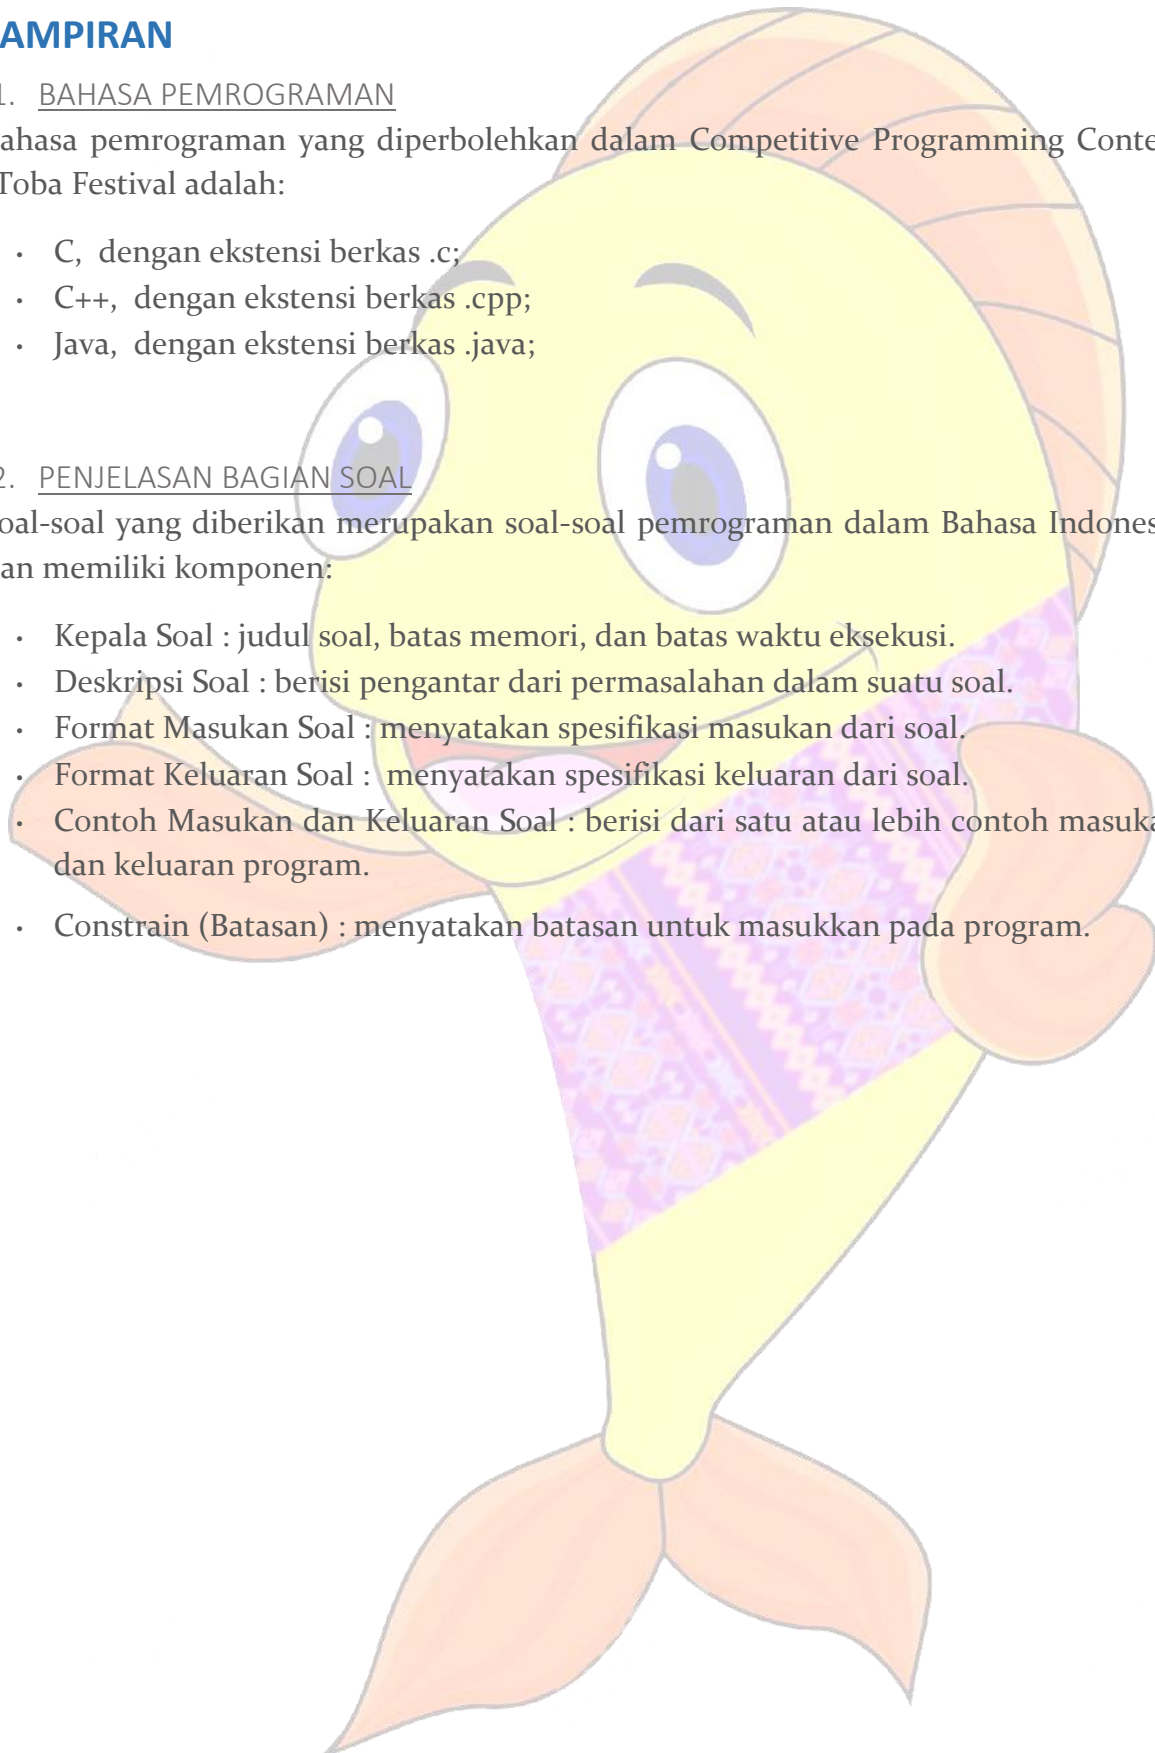 AMPIRAN
1. BAHASA PEMROGRAMAN
ahasa pemrograman yang diperbolehkan dalam Competitive Programming Conte
Toba Festival adalah:
· C, dengan ekstensi berkas .c;
· C++, dengan ekstensi berkas .cpp;
· Java, dengan ekstensi berkas .java;
2. PENJELASAN BAGIAN SOAL
oal-soal yang diberikan merupakan soal-soal pemrograman dalam Bahasa Indones
an memiliki komponen:
· Kepala Soal : judul soal, batas memori, dan batas waktu eksekusi.
· Deskripsi Soal : berisi pengantar dari permasalahan dalam suatu soal.
· Format Masukan Soal : menyatakan spesifikasi masukan dari soal.
· Format Keluaran Soal : menyatakan spesifikasi keluaran dari soal.
· Contoh Masukan dan Keluaran Soal : berisi dari satu atau lebih contoh masuka
dan keluaran program.
· Constrain (Batasan) : menyatakan batasan untuk masukkan pada program.